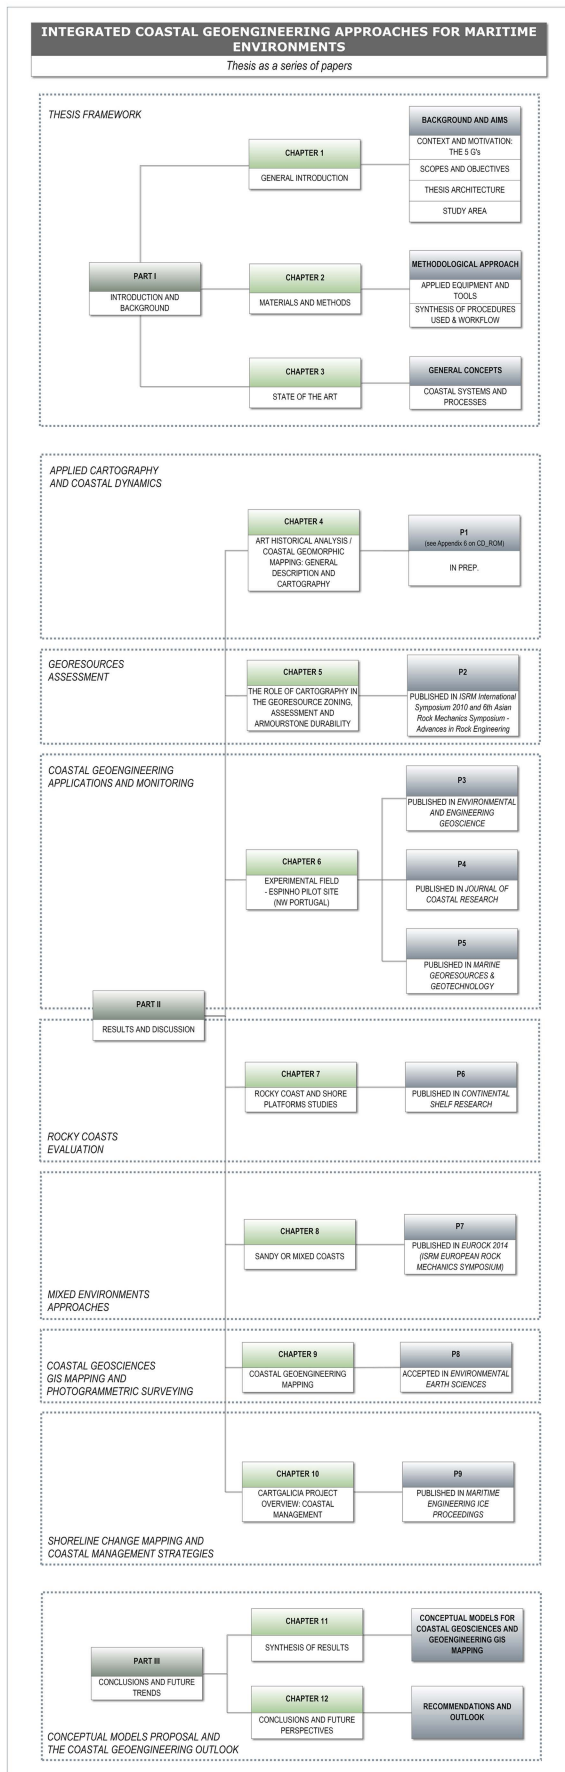 INTEGRATED COASTAL GEOENGINEERING APPROACHES FOR MARITIME
ENVIRONMENTS
Thesis as a series of papers
THESIS FRAMEWORK
PART I
INTRODUCTION AND
BACKGROUND
CHAPTER 1
GENERAL INTRODUCTION
BACKGROUND AND AIMS
CONTEXT AND MOTIVATION:
THE 5 G's
SCOPES AND OBJECTIVES
THESIS ARCHITECTURE
STUDY AREA
CHAPTER 2
MATERIALS AND METHODS
METHODOLOGICAL APPROACH
APPLIED EQUIPMENT AND
TOOLS
SYNTHESIS OF PROCEDURES
USED & WORKFLOW
CHAPTER 3
STATE OF THE ART
GENERAL CONCEPTS
COASTAL SYSTEMS AND
PROCESSES
APPLIED CARTOGRAPHY
AND COASTAL DYNAMICS
CHAPTER 4
ART HISTORICAL ANALYSIS /
COASTAL GEOMORPHIC
MAPPING: GENERAL
DESCRIPTION AND
CARTOGRAPHY
P1
(see Appendix 6 on CD_ROM)
IN PREP.
GEORESOURCES
ASSESSMENT
CHAPTER 5
THE ROLE OF CARTOGRAPHY IN
THE GEORESOURCE ZONING,
ASSESSMENT AND
ARMOURSTONE DURABILITY
P2
PUBLISHED IN ISRM International
Symposium 2010 and 6th Asian
Rock Mechanics Symposium -
Advances in Rock Engineering
COASTAL GEOENGINEERING
APPLICATIONS AND MONITORING
CHAPTER 6
EXPERIMENTAL FIELD
- ESPINHO PILOT SITE
(NW PORTUGAL)
P3
PUBLISHED IN ENVIRONMENTAL
AND ENGINEERING
GEOSCIENCE
P4
PUBLISHED IN JOURNAL OF
COASTAL RESEARCH
P5
PUBLISHED IN MARINE
GEORESOURCES &
GEOTECHNOLOGY
PART II
RESULTS AND DISCUSSION
CHAPTER 7
ROCKY COAST AND SHORE
PLATFORMS STUDIES
P6
PUBLISHED IN CONTINENTAL
SHELF RESEARCH
ROCKY COASTS
EVALUATION
CHAPTER 8
SANDY OR MIXED COASTS
P7
PUBLISHED IN EUROCK 2014
(ISRM EUROPEAN ROCK
MECHANICS SYMPOSIUM)
MIXED ENVIRONMENTS
APPROACHES
COASTAL GEOSCIENCES
GIS MAPPING AND
PHOTOGRAMMETRIC SURVEYING
CHAPTER 9
COASTAL GEOENGINEERING
MAPPING
P8
ACCEPTED IN ENVIRONMENTAL
EARTH SCIENCES
CHAPTER 10
CARTGALICIA PROJECT
OVERVIEW: COASTAL
MANAGEMENT
P9
PUBLISHED IN MARITIME
ENGINEERING ICE
PROCEEDINGS
SHORELINE CHANGE MAPPING AND
COASTAL MANAGEMENT STRATEGIES
PART III
CONCLUSIONS AND FUTURE
TRENDS
CHAPTER 11
SYNTHESIS OF RESULTS
CONCEPTUAL MODELS FOR
COASTAL GEOSCIENCES AND
GEOENGINEERING GIS
MAPPING
CHAPTER 12
CONCLUSIONS AND FUTURE
PERSPECTIVES
RECOMMENDATIONS AND
OUTLOOK
CONCEPTUAL MODELS PROPOSAL AND
THE COASTAL GEOENGINEERING OUTLOOK